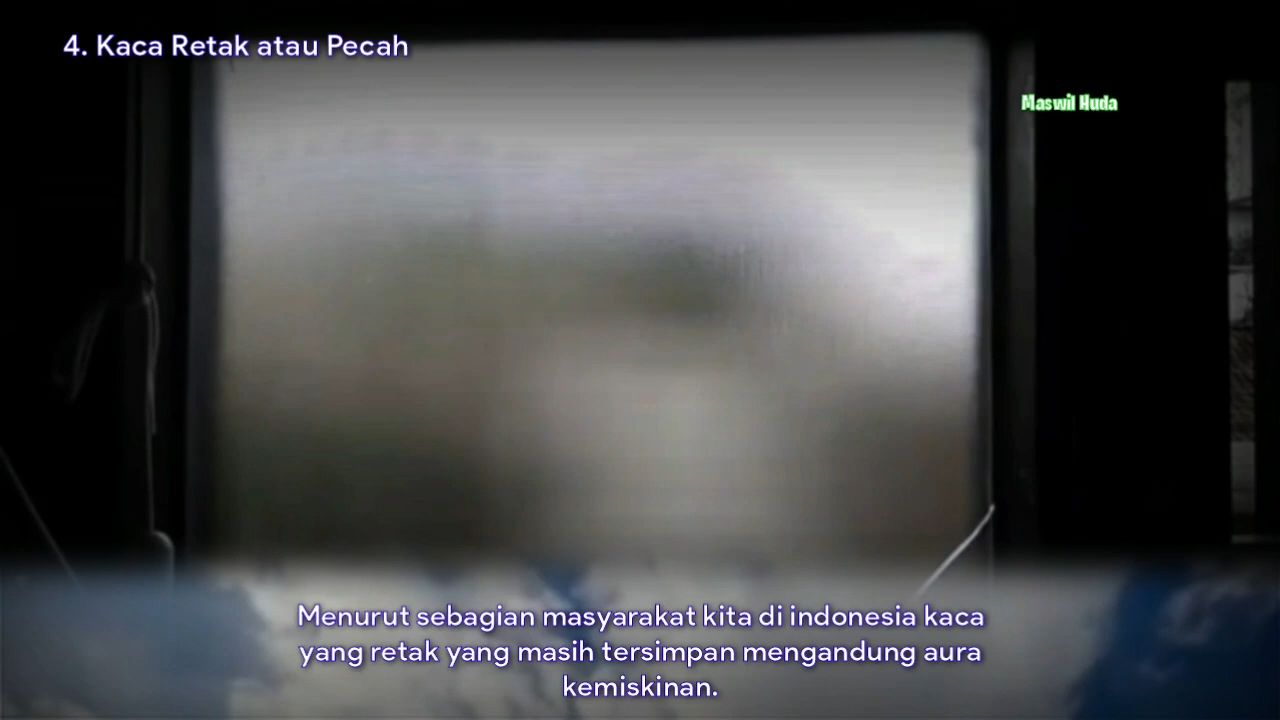 4. Kaca Retak atau Pecah
Maswil Huda
Menurut sebagian masyarakat kita di indonesia kaca
yang retak yang masih tersimpan mengandung aura
kemiskinan.